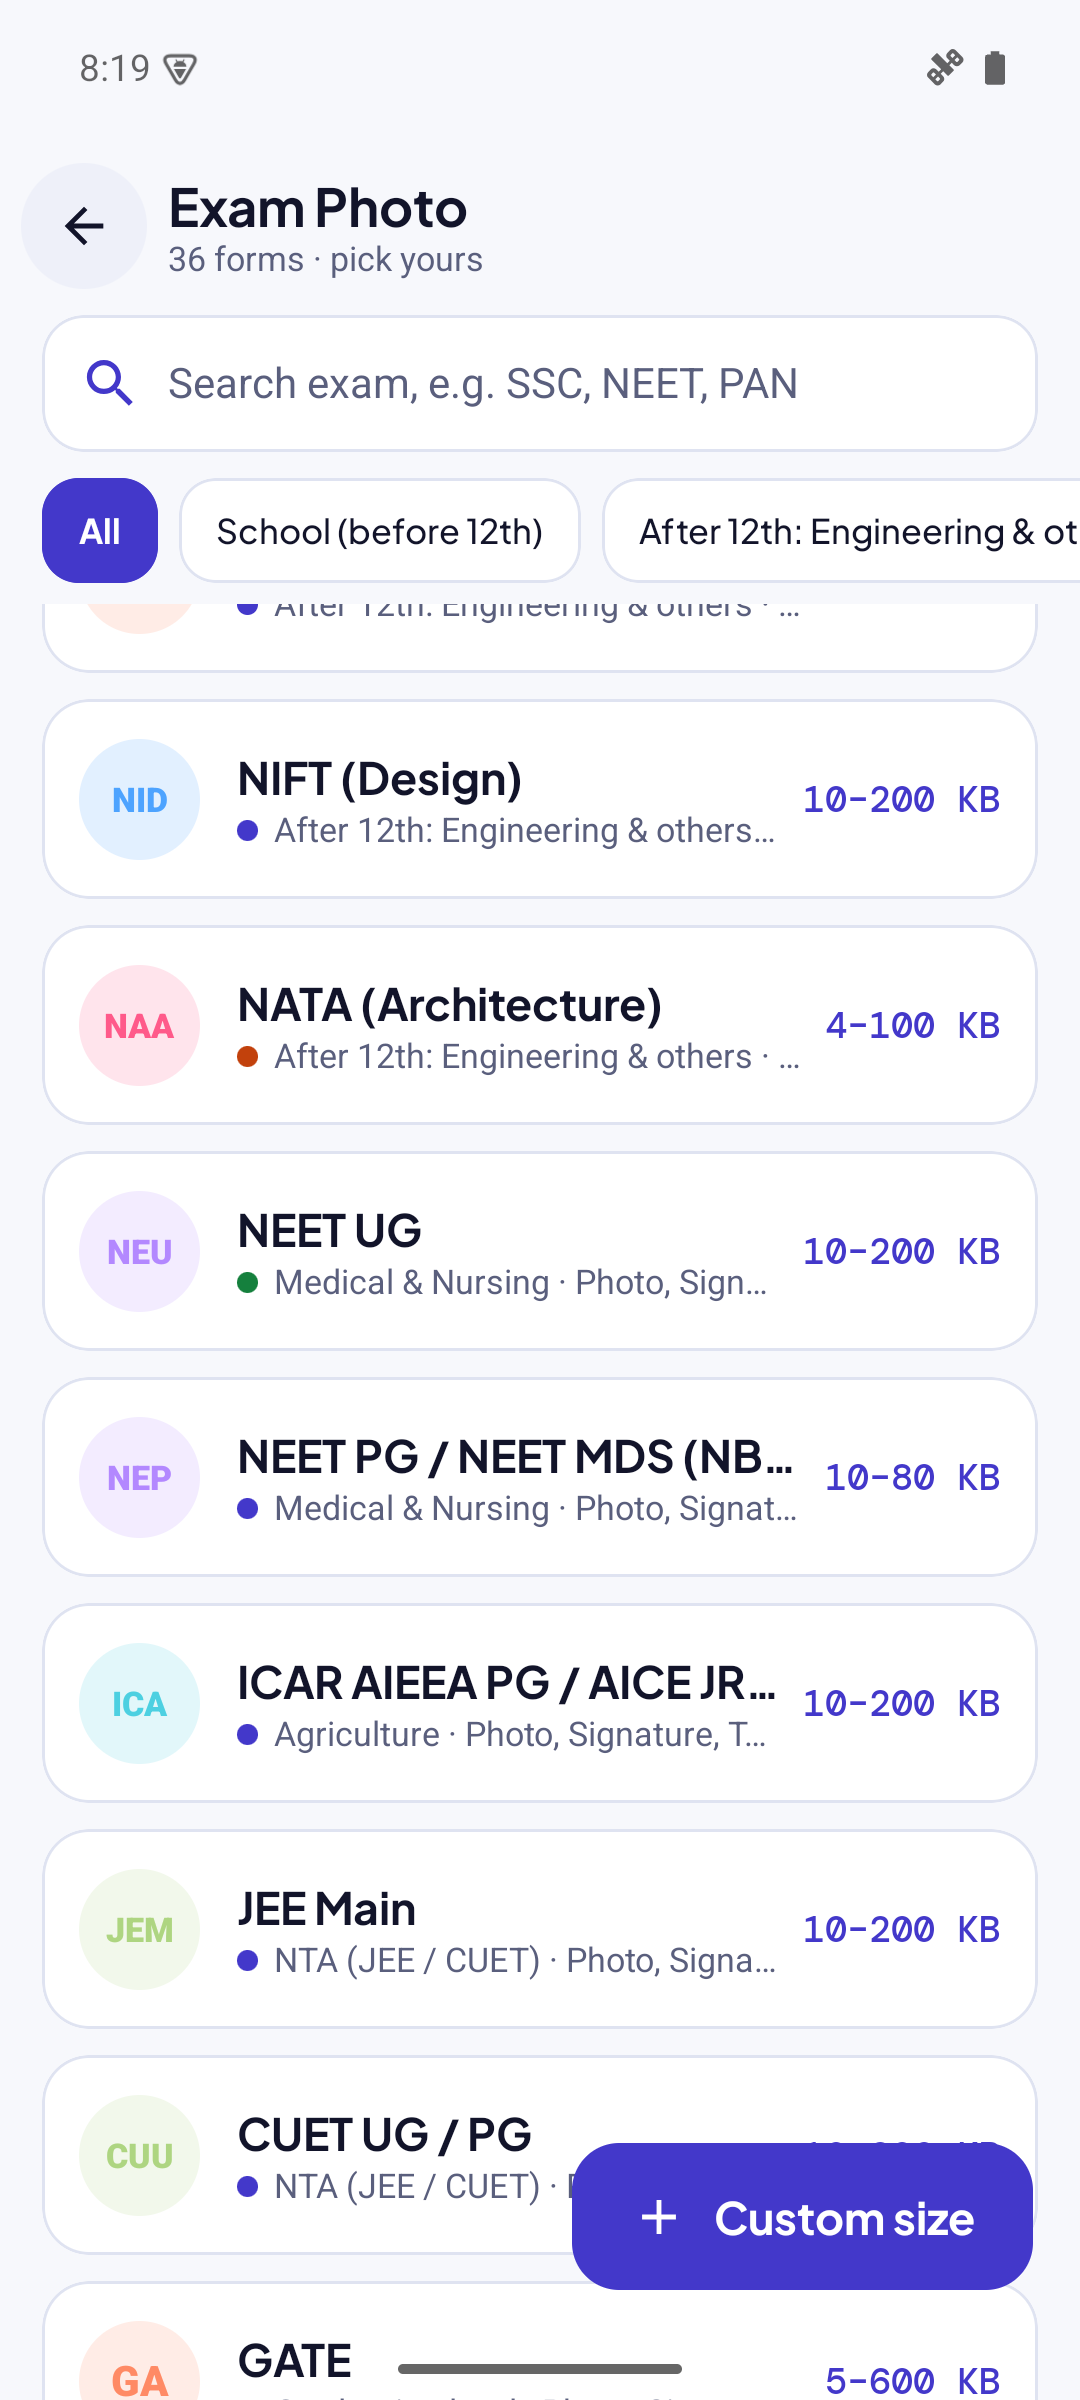 8:19
Exam Photo
36 forms · pick yours
Search exam, e.g. SSC, NEET, PAN
All
School (before 12th)
After 12th: Engineering & ot
After 12th: Engineering & others · …
NID
NIFT (Design)
After 12th: Engineering & others…
10-200 KB
NAA
NATA (Architecture)
After 12th: Engineering & others · …
4-100 KB
NEU
NEET UG
Medical & Nursing · Photo, Sign…
10-200 KB
NEP
NEET PG / NEET MDS (NB…
Medical & Nursing · Photo, Signat…
10-80 KB
ICA
ICAR AIEEA PG / AICE JR…
Agriculture · Photo, Signature, T…
10-200 KB
JEM
JEE Main
NTA (JEE / CUET) · Photo, Signa…
10-200 KB
CUU
CUET UG / PG
NTA (JEE / CUET) ·
Custom size
GA
GATE
5-600 KB